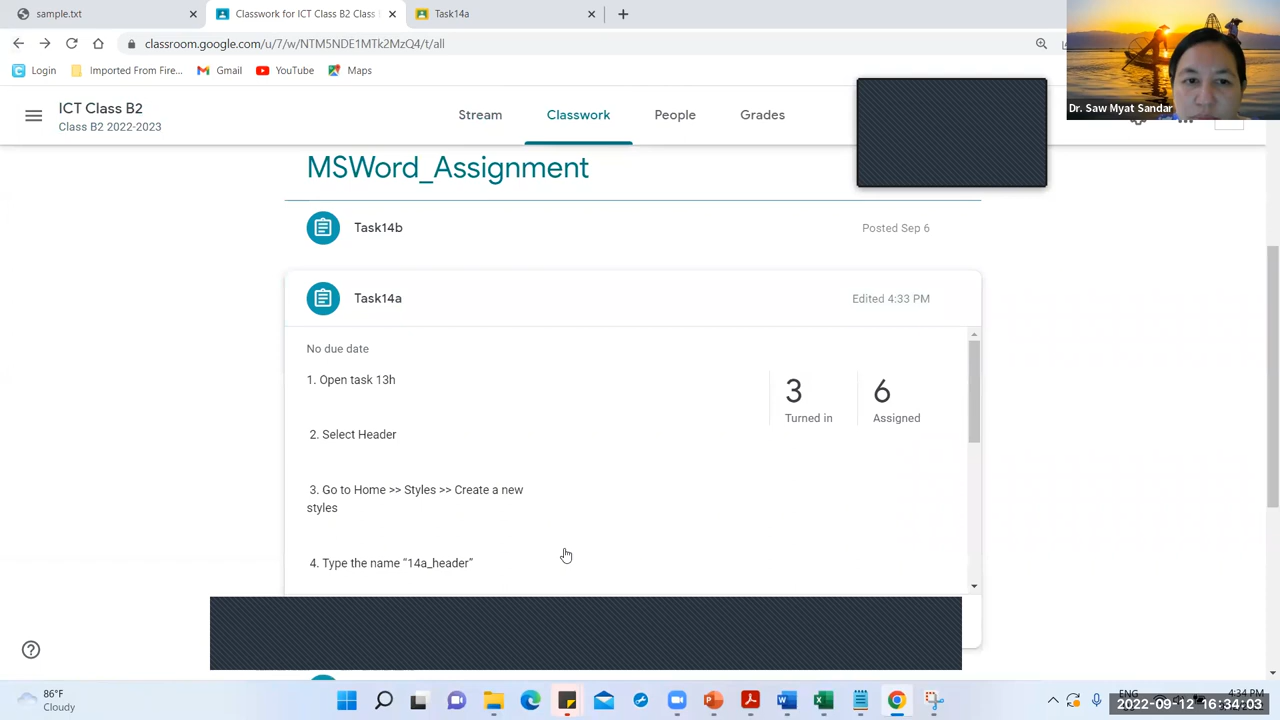 sample.txt
Classwork for ICT Class B2 Class
Task14a
classroom.google.com/u/7/w/NTM5NDE1MTk2MzQ4/t/all
Login
Imported From Fire...
Gmail
YouTube
Maps
Dr. Saw Myat Sandar
ICT Class B2
Class B2 2022-2023
Stream
Classwork
People
Grades
MSWord_Assignment
Task14b
Posted Sep 6
Task14a
Edited 4:33 PM
No due date
1. Open task 13h
3
Turned in
6
Assigned
2. Select Header
3. Go to Home >> Styles >> Create a new
styles
4. Type the name “14a_header”
86°F
Cloudy
ENG
4:34 PM
2022-09-12 16:34:03